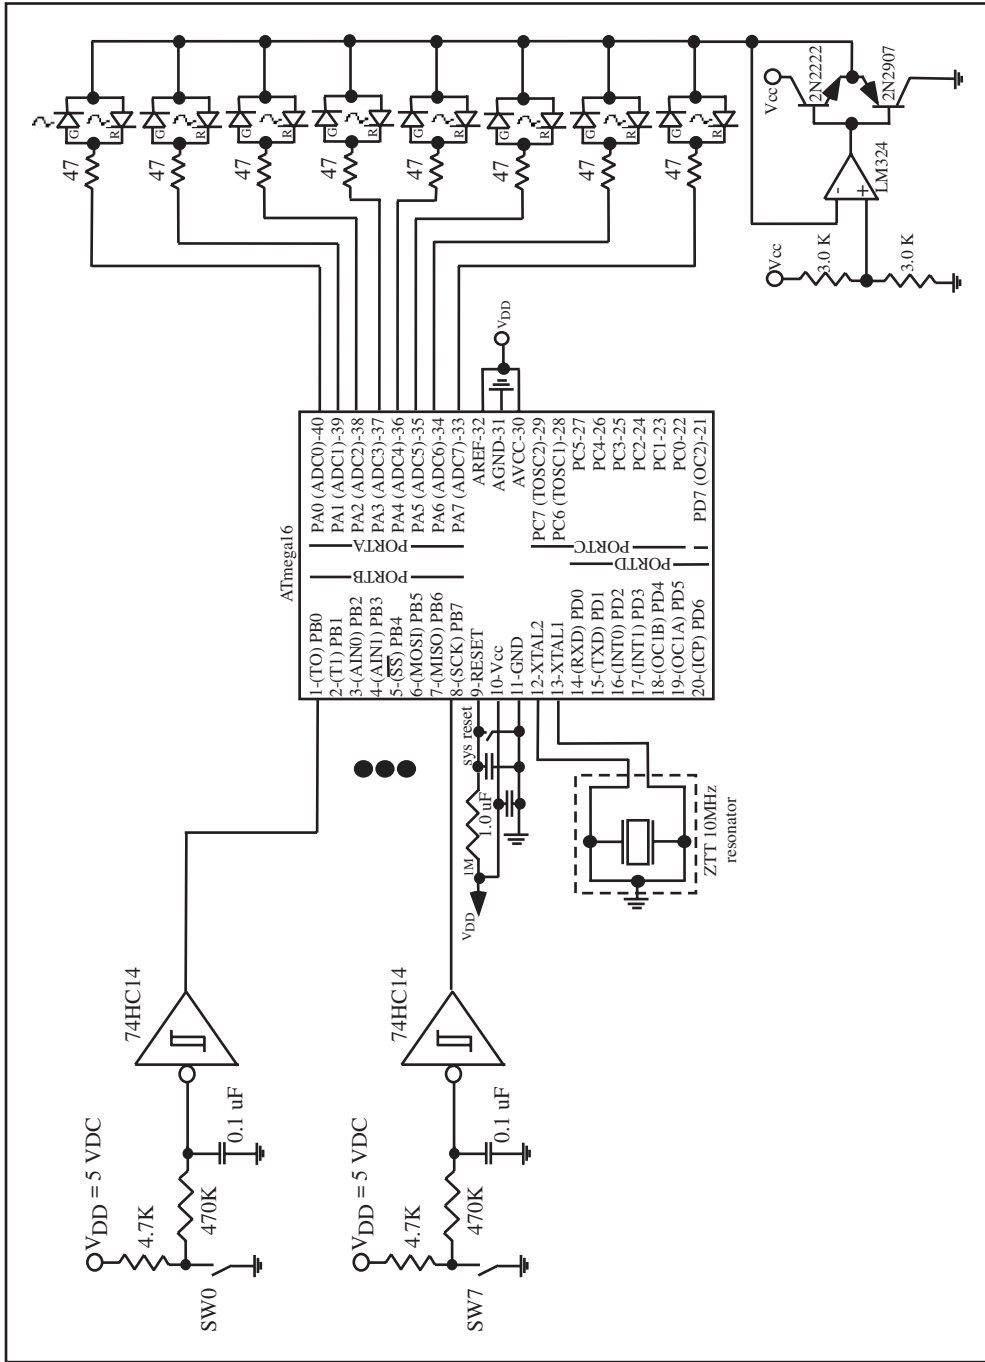 VDD = 5 VDC
4.7K
SW0
470K
0.1 uF
74HC14
VDD = 5 VDC
4.7K
SW7
470K
0.1 uF
74HC14
ATmega16
1-(TO) PB0
2-(T1) PB1
3-(AIN0) PB2
4-(AIN1) PB3
5-(SS) PB4
6-(MOSI) PB5
7-(MISO) PB6
8-(SCK) PB7
9-RESET
10-Vcc
11-GND
12-XTAL2
13-XTAL1
14-(RXD) PD0
15-(TXD) PD1
16-(INT0) PD2
17-(INT1) PD3
18-(OC1B) PD4
19-(OC1A) PD5
20-(ICP) PD6
PORTB
PORTA
PORTC
PORTD
PA0 (ADC0)-40
PA1 (ADC1)-39
PA2 (ADC2)-38
PA3 (ADC3)-37
PA4 (ADC4)-36
PA5 (ADC5)-35
PA6 (ADC6)-34
PA7 (ADC7)-33
AREF-32
AGND-31
AVCC-30
PC7 (TOSC2)-29
PC6 (TOSC1)-28
PC5-27
PC4-26
PC3-25
PC2-24
PC1-23
PC0-22
PD7 (OC2)-21
VDD
1M
1.0 uF
sys reset
ZTT 10MHz
resonator
VDD
47
G
R
47
G
R
47
G
R
47
G
R
47
G
R
47
G
R
47
G
R
47
G
R
Vcc
3.0 K
3.0 K
-
+
LM324
Vcc
2N2222
2N2907